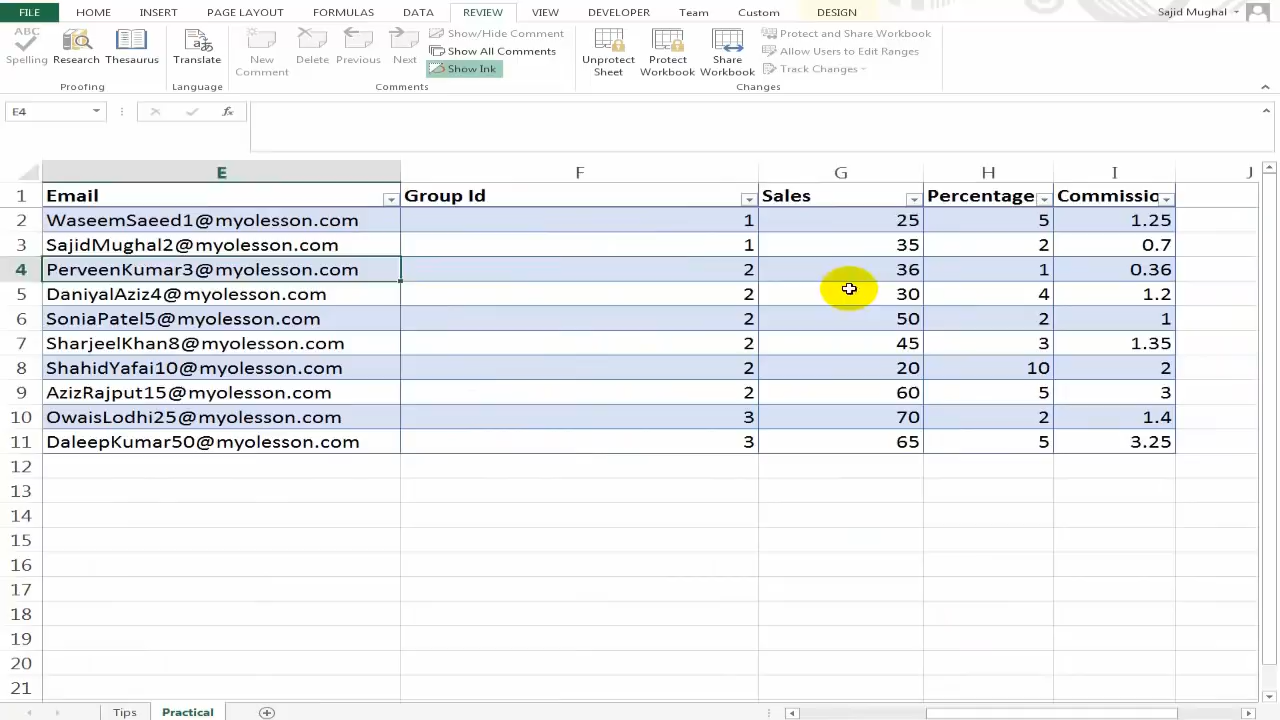 FILE HOME INSERT PAGE LAYOUT FORMULAS DATA REVIEW VIEW DEVELOPER Team Custom DESIGN Sajid Mughal
ABC
Spelling Research Thesaurus Translate New Comment Delete Previous Next Show/Hide Comment
Show All Comments
Show Ink
Unprotect Sheet Protect Workbook Share Workbook Protect and Share Workbook
Allow Users to Edit Ranges
Track Changes
Proofing Language Comments Changes
E4 fx
E F G H I J
1 Email Group Id Sales Percentage Commissio
2 WaseemSaeed1@myolesson.com 1 25 5 1.25
3 SajidMughal2@myolesson.com 1 35 2 0.7
4 PerveenKumar3@myolesson.com 2 36 1 0.36
5 DaniyalAziz4@myolesson.com 2 30 4 1.2
6 SoniaPatel5@myolesson.com 2 50 2 1
7 SharjeelKhan8@myolesson.com 2 45 3 1.35
8 ShahidYafai10@myolesson.com 2 20 10 2
9 AzizRajput15@myolesson.com 2 60 5 3
10 OwaisLodhi25@myolesson.com 3 70 2 1.4
11 DaleepKumar50@myolesson.com 3 65 5 3.25
12
13
14
15
16
17
18
19
20
21
Tips Practical